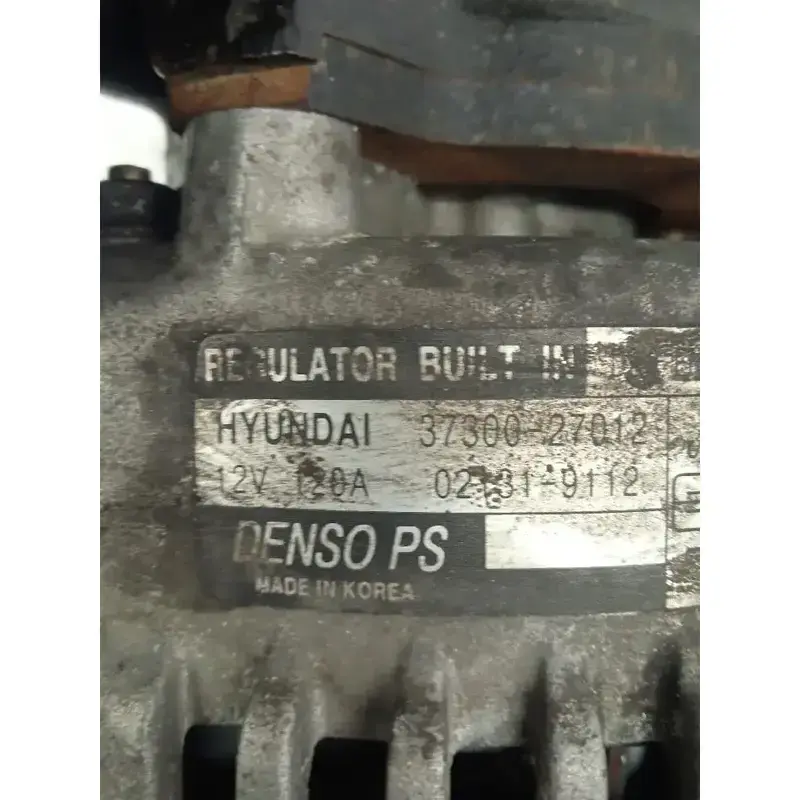 REGULATOR BUILT IN
HYUNDAI 37300-27012
12V 120A 02131-9112
DENSO PS
MADE IN KOREA